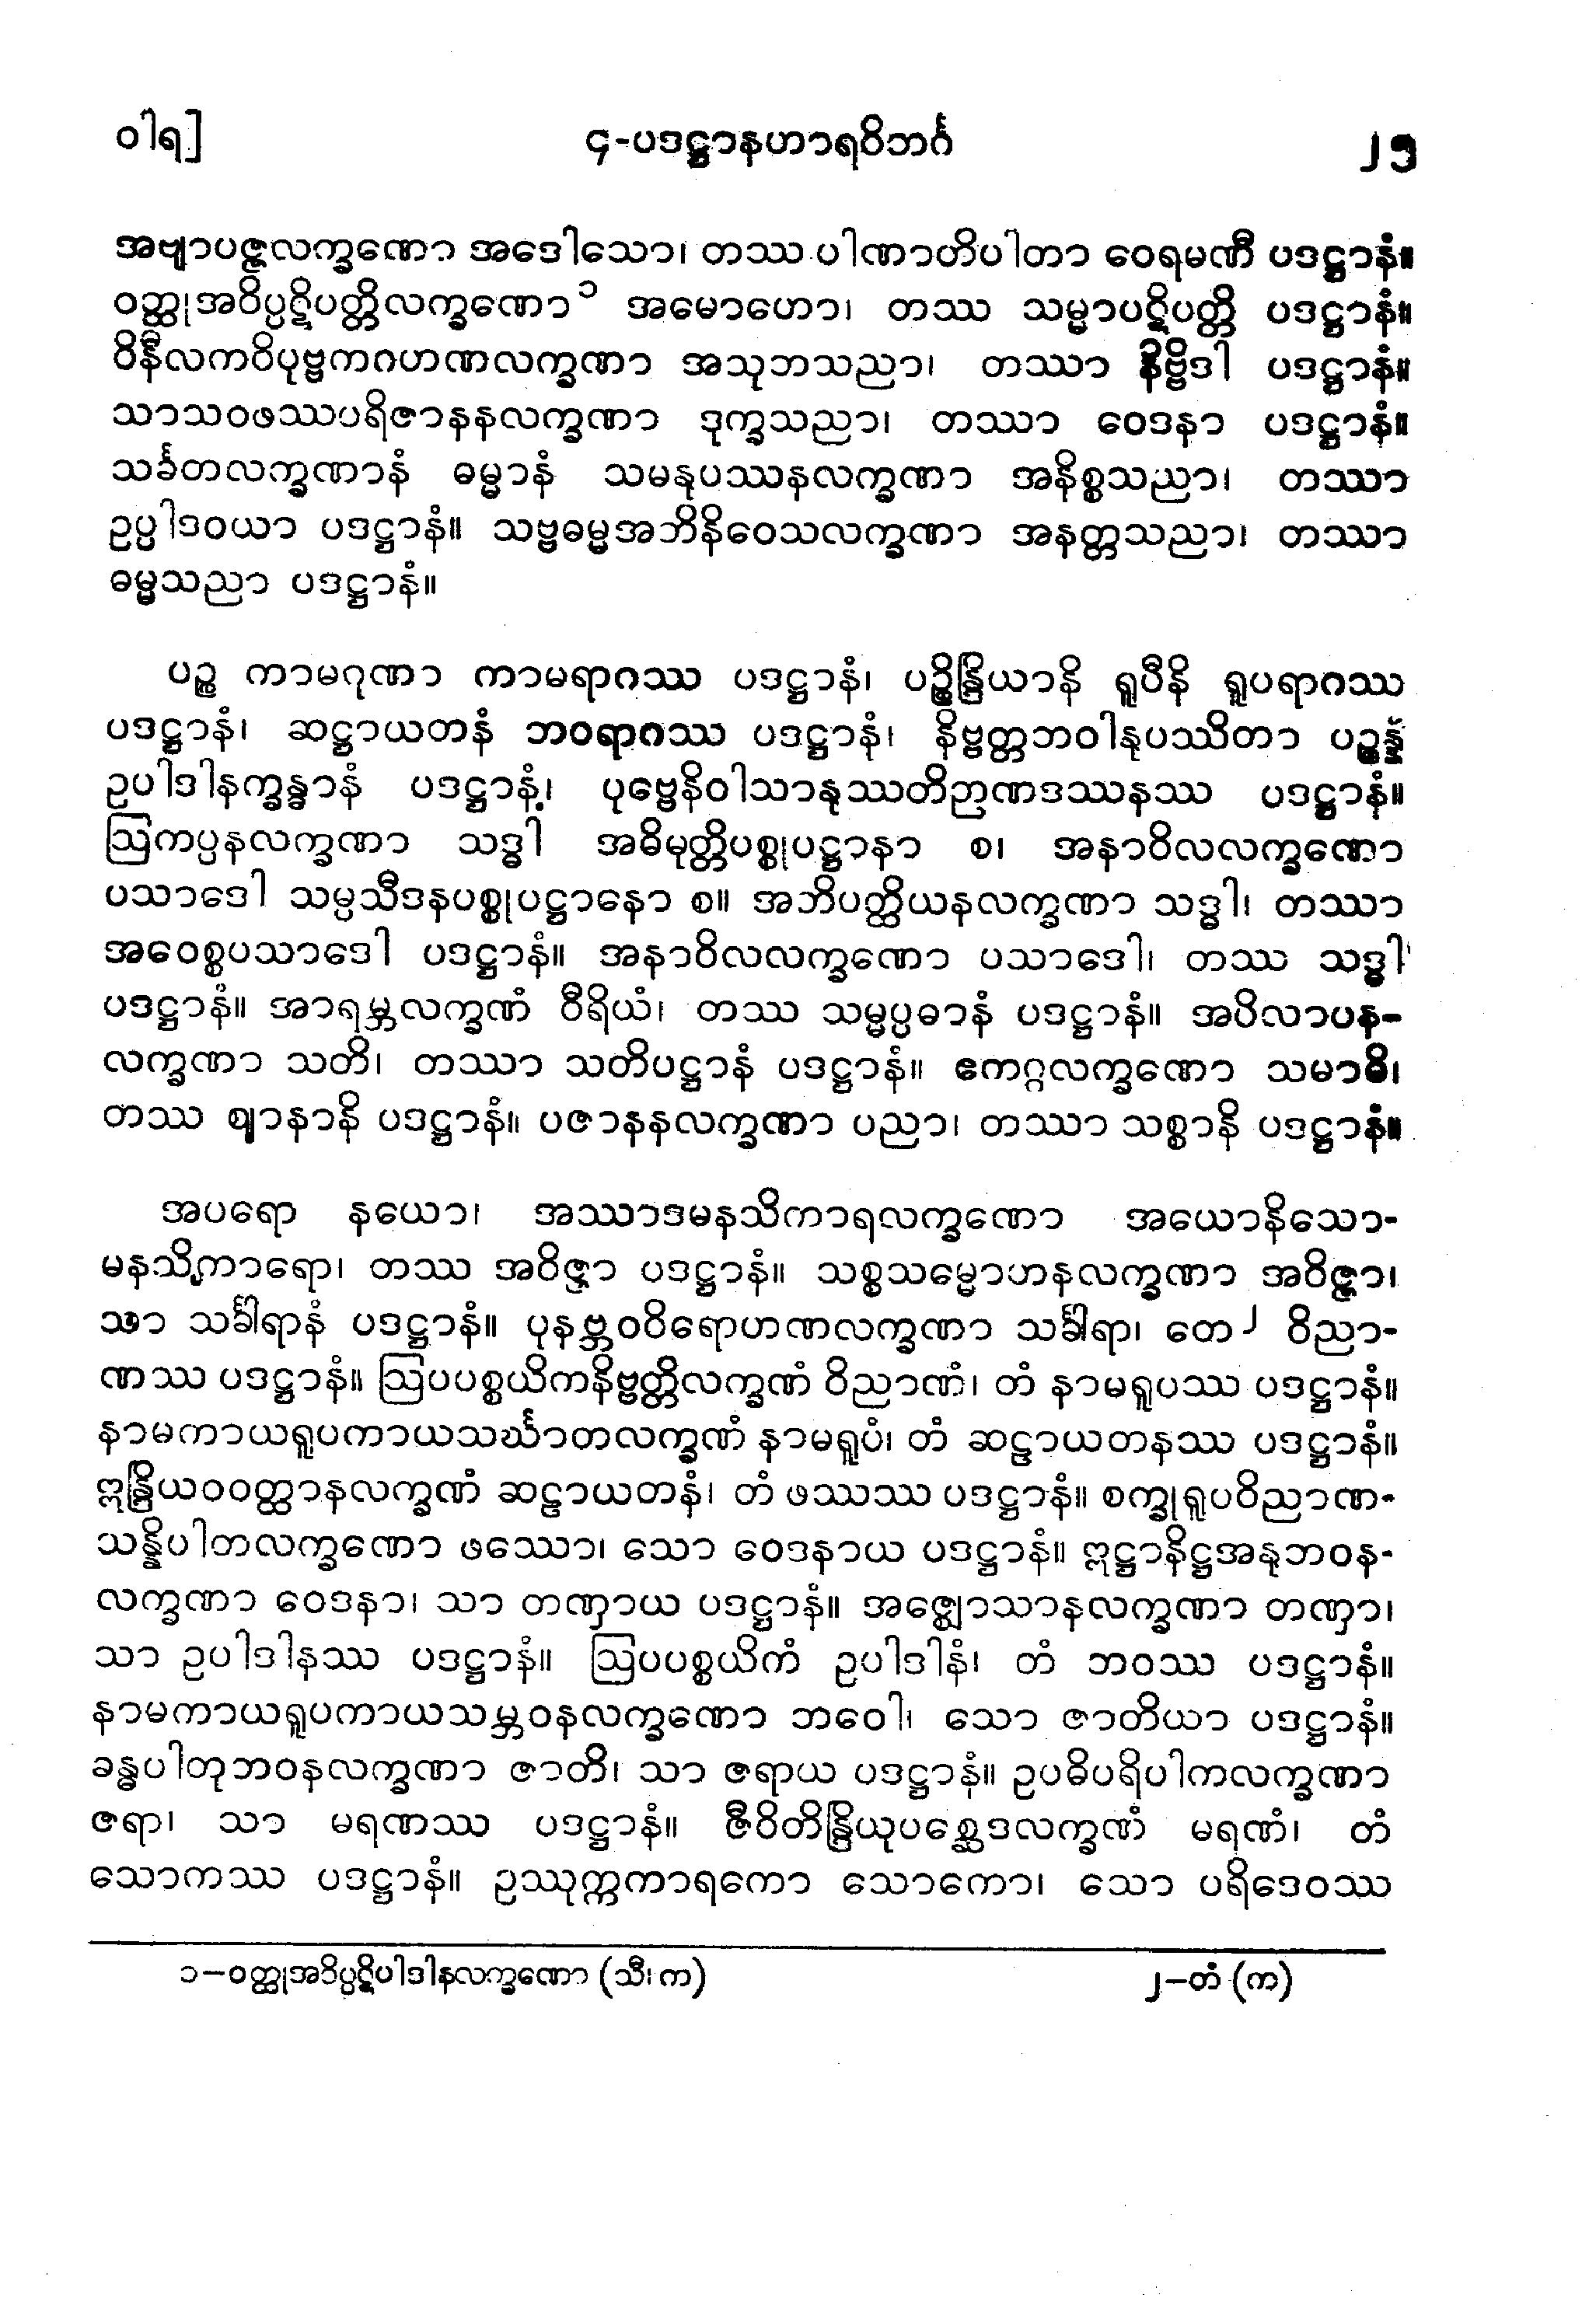 ဝါရ]
၄-ပဒဋ္ဌာနဟာရဝိဘင်္ဂ
၂၅
အဗျာပဇ္ဇလက္ခဏော အဒေါသော၊ တဿ ပါဏာတိပါတာ ဝေရမဏီ ပဒဋ္ဌာနံ။
ဝတ္ထုအဝိပ္ပဋိပတ္တိလက္ခဏော၁ အမောဟော၊ တဿ သမ္မာပဋိပတ္တိ ပဒဋ္ဌာနံ။
ဝိနီလကဝိပုဗ္ဗကဂဟဏလက္ခဏာ အသုဘသညာ၊ တဿာ နိဗ္ဗိဒါ ပဒဋ္ဌာနံ။
သာသဝဖဿပရိဇာနနလက္ခဏာ ဒုက္ခသညာ၊ တဿာ ဝေဒနာ ပဒဋ္ဌာနံ။
သင်္ခတလက္ခဏာနံ ဓမ္မာနံ သမနုပဿနလက္ခဏာ အနိစ္စသညာ၊ တဿာ
ဥပ္ပါဒဝယာ ပဒဋ္ဌာနံ။ သဗ္ဗဓမ္မအဘိနိဝေသလက္ခဏာ အနတ္တသညာ၊ တဿာ
ဓမ္မသညာ ပဒဋ္ဌာနံ။
ပဉ္စ ကာမဂုဏာ ကာမရာဂဿ ပဒဋ္ဌာနံ၊ ပဉ္စိန္ဒြိယာနိ ရူပီနိ ရူပရာဂဿ
ပဒဋ္ဌာနံ၊ ဆဋ္ဌာယတနံ ဘဝရာဂဿ ပဒဋ္ဌာနံ၊ နိဗ္ဗတ္တဘဝါနုပဿိတာ ပဉ္စန္နံ
ဥပါဒါနက္ခန္ဓာနံ ပဒဋ္ဌာနံ၊ ပုဗ္ဗေနိဝါသာနုဿတိဉာဏဒဿနဿ ပဒဋ္ဌာနံ။
ဩကပ္ပနလက္ခဏာ သဒ္ဓါ အဓိမုတ္တိပစ္စုပဋ္ဌာနာ စ၊ အနာဝိလလက္ခဏော
ပသာဒေါ သမ္ပသီဒနပစ္စုပဋ္ဌာနော စ။ အဘိပတ္ထိယနလက္ခဏာ သဒ္ဓါ၊ တဿာ
အဝေစ္စပသာဒေါ ပဒဋ္ဌာနံ။ အနာဝိလလက္ခဏော ပသာဒေါ၊ တဿ သဒ္ဓါ
ပဒဋ္ဌာနံ။ အာရမ္ဘလက္ခဏံ ဝီရိယံ၊ တဿ သမ္မပ္ပဓာနံ ပဒဋ္ဌာနံ။ အပိလာပန-
လက္ခဏာ သတိ၊ တဿာ သတိပဋ္ဌာနံ ပဒဋ္ဌာနံ။ ဧကဂ္ဂလက္ခဏော သမာဓိ၊
တဿ ဈာနာနိ ပဒဋ္ဌာနံ။ ပဇာနနလက္ခဏာ ပညာ၊ တဿာ သစ္စာနိ ပဒဋ္ဌာနံ။
အပရော နယော၊ အဿာဒမနသိကာရလက္ခဏော အယောနိသော-
မနသိကာရော၊ တဿ အဝိဇ္ဇာ ပဒဋ္ဌာနံ။ သစ္စသမ္မောဟနလက္ခဏာ အဝိဇ္ဇာ၊
သာ သင်္ခါရာနံ ပဒဋ္ဌာနံ။ ပုနဗ္ဘဝဝိရောဟဏလက္ခဏာ သင်္ခါရာ၊ တေ၂ ဝိညာ-
ဏဿ ပဒဋ္ဌာနံ။ ဩပပစ္စယိကနိဗ္ဗတ္တိလက္ခဏံ ဝိညာဏံ၊ တံ နာမရူပဿ ပဒဋ္ဌာနံ။
နာမကာယရူပကာယသင်္ဃာတလက္ခဏံ နာမရူပံ၊ တံ ဆဠာယတနဿ ပဒဋ္ဌာနံ။
ဣန္ဒြိယဝဝတ္ထာနလက္ခဏံ ဆဠာယတနံ၊ တံ ဖဿဿ ပဒဋ္ဌာနံ။ စက္ခုရူပဝိညာဏ-
သန္နိပါတလက္ခဏော ဖဿော၊ သော ဝေဒနာယ ပဒဋ္ဌာနံ။ ဣဋ္ဌာနိဋ္ဌအနုဘဝန-
လက္ခဏာ ဝေဒနာ၊ သာ တဏှာယ ပဒဋ္ဌာနံ။ အဇ္ဈောသာနလက္ခဏာ တဏှာ၊
သာ ဥပါဒါနဿ ပဒဋ္ဌာနံ။ ဩပပစ္စယိကံ ဥပါဒါနံ၊ တံ ဘဝဿ ပဒဋ္ဌာနံ။
နာမကာယရူပကာယသမ္ဘဝနလက္ခဏော ဘဝေါ၊ သော ဇာတိယာ ပဒဋ္ဌာနံ။
ခန္ဓပါတုဘဝနလက္ခဏာ ဇာတိ၊ သာ ဇရာယ ပဒဋ္ဌာနံ။ ဥပဓိပရိပါကလက္ခဏာ
ဇရာ၊ သာ မရဏဿ ပဒဋ္ဌာနံ။ ဇီဝိတိန္ဒြိယုပစ္ဆေဒလက္ခဏံ မရဏံ၊ တံ
သောကဿ ပဒဋ္ဌာနံ။ ဥဿုက္ကကာရကော သောကော၊ သော ပရိဒေဝဿ
၁-ဝတ္ထုအဝိပ္ပဋိပါဒါနလက္ခဏော (သီ၊ က)
၂-တံ (က)